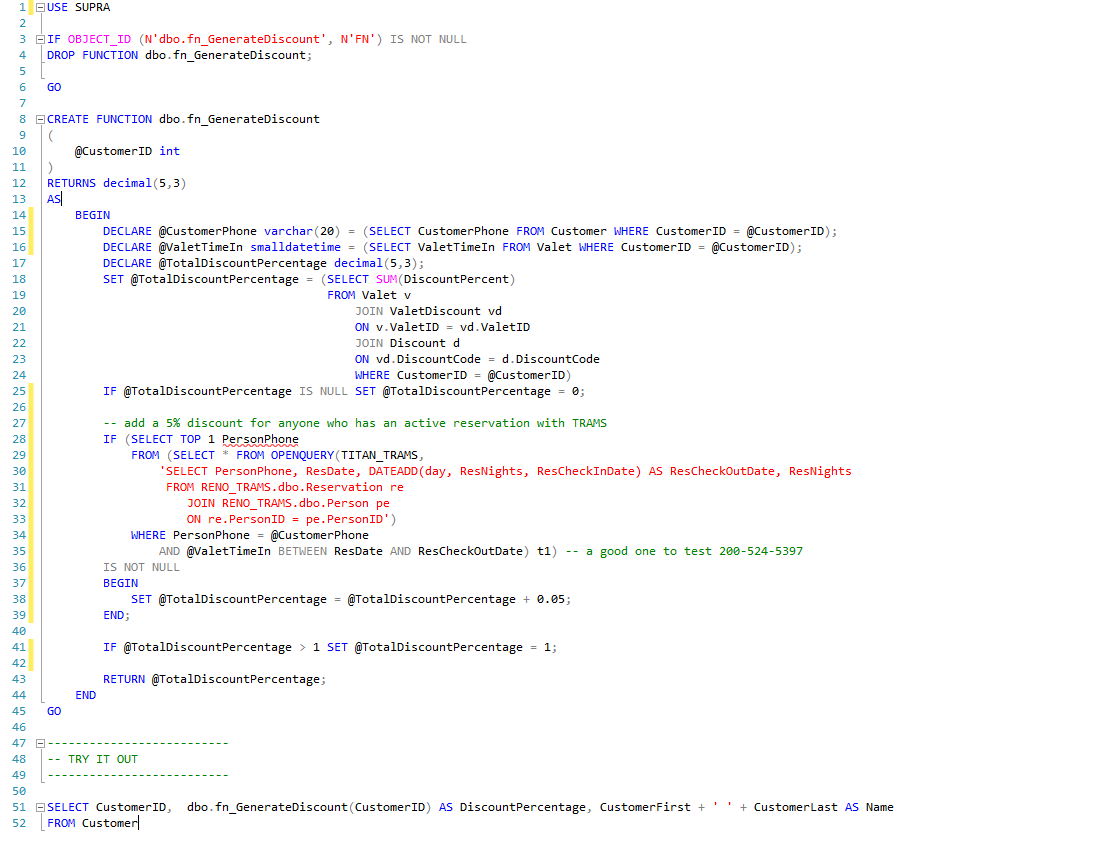 1 USE SUPRA
2
3 IF OBJECT_ID (N'dbo.fn_GenerateDiscount', N'FN') IS NOT NULL
4 DROP FUNCTION dbo.fn_GenerateDiscount;
5
6 GO
7
8 CREATE FUNCTION dbo.fn_GenerateDiscount
9 (
10 @CustomerID int
11 )
12 RETURNS decimal(5,3)
13 AS
14 BEGIN
15 DECLARE @CustomerPhone varchar(20) = (SELECT CustomerPhone FROM Customer WHERE CustomerID = @CustomerID);
16 DECLARE @ValetTimeIn smalldatetime = (SELECT ValetTimeIn FROM Valet WHERE CustomerID = @CustomerID);
17 DECLARE @TotalDiscountPercentage decimal(5,3);
18 SET @TotalDiscountPercentage = (SELECT SUM(DiscountPercent)
19 FROM Valet v
20 JOIN ValetDiscount vd
21 ON v.ValetID = vd.ValetID
22 JOIN Discount d
23 ON vd.DiscountCode = d.DiscountCode
24 WHERE CustomerID = @CustomerID)
25 IF @TotalDiscountPercentage IS NULL SET @TotalDiscountPercentage = 0;
26
27 -- add a 5% discount for anyone who has an active reservation with TRAMS
28 IF (SELECT TOP 1 PersonPhone
29 FROM (SELECT * FROM OPENQUERY(TITAN_TRAMS,
30 'SELECT PersonPhone, ResDate, DATEADD(day, ResNights, ResCheckInDate) AS ResCheckOutDate, ResNights
31 FROM RENO_TRAMS.dbo.Reservation re
32 JOIN RENO_TRAMS.dbo.Person pe
33 ON re.PersonID = pe.PersonID')
34 WHERE PersonPhone = @CustomerPhone
35 AND @ValetTimeIn BETWEEN ResDate AND ResCheckOutDate) t1) -- a good one to test 200-524-5397
36 IS NOT NULL
37 BEGIN
38 SET @TotalDiscountPercentage = @TotalDiscountPercentage + 0.05;
39 END;
40
41 IF @TotalDiscountPercentage > 1 SET @TotalDiscountPercentage = 1;
42
43 RETURN @TotalDiscountPercentage;
44 END
45 GO
46
47 --------------------------
48 -- TRY IT OUT
49 --------------------------
50
51 SELECT CustomerID,  dbo.fn_GenerateDiscount(CustomerID) AS DiscountPercentage, CustomerFirst + ' ' + CustomerLast AS Name
52 FROM Customer